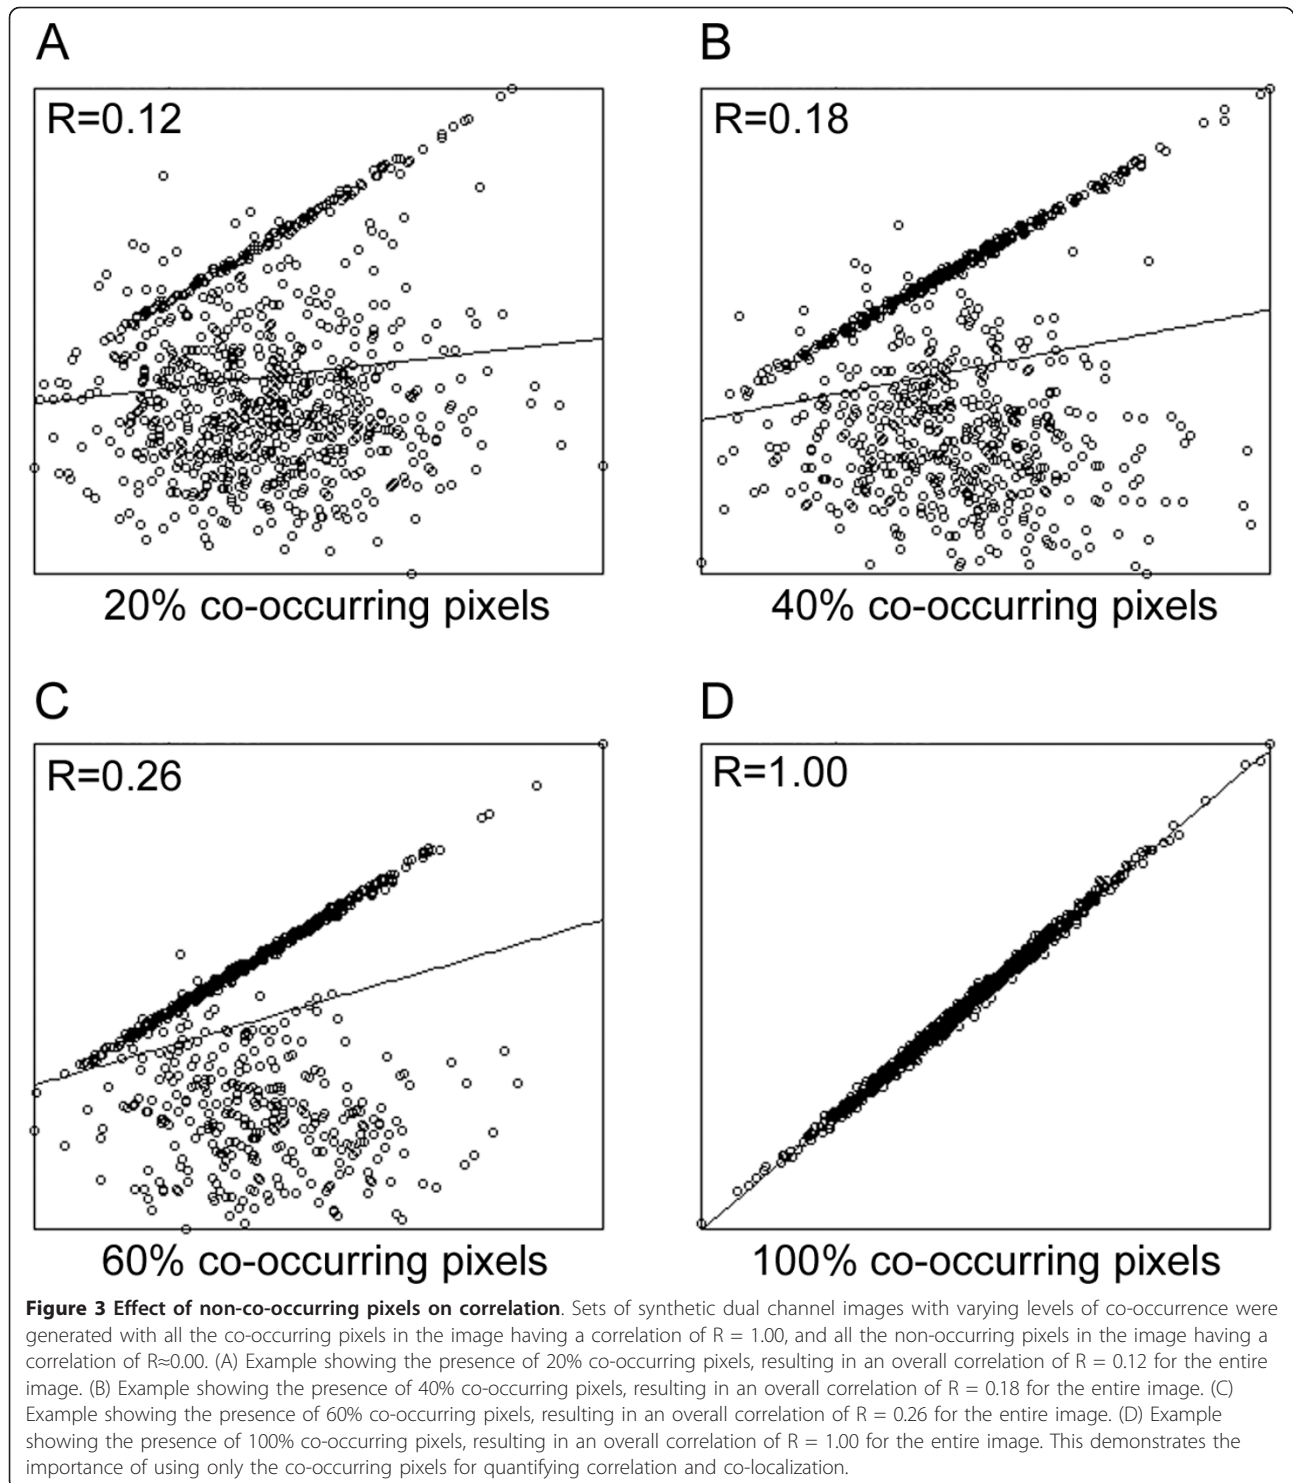 A
B
R=0.12
R=0.18
20% co-occurring pixels
40% co-occurring pixels
C
D
R=0.26
R=1.00
60% co-occurring pixels
100% co-occurring pixels
Figure 3 Effect of non-co-occurring pixels on correlation. Sets of synthetic dual channel images with varying levels of co-occurrence were
generated with all the co-occurring pixels in the image having a correlation of R = 1.00, and all the non-occurring pixels in the image having a
correlation of R≈0.00. (A) Example showing the presence of 20% co-occurring pixels, resulting in an overall correlation of R = 0.12 for the entire
image. (B) Example showing the presence of 40% co-occurring pixels, resulting in an overall correlation of R = 0.18 for the entire image. (C)
Example showing the presence of 60% co-occurring pixels, resulting in an overall correlation of R = 0.26 for the entire image. (D) Example
showing the presence of 100% co-occurring pixels, resulting in an overall correlation of R = 1.00 for the entire image. This demonstrates the
importance of using only the co-occurring pixels for quantifying correlation and co-localization.